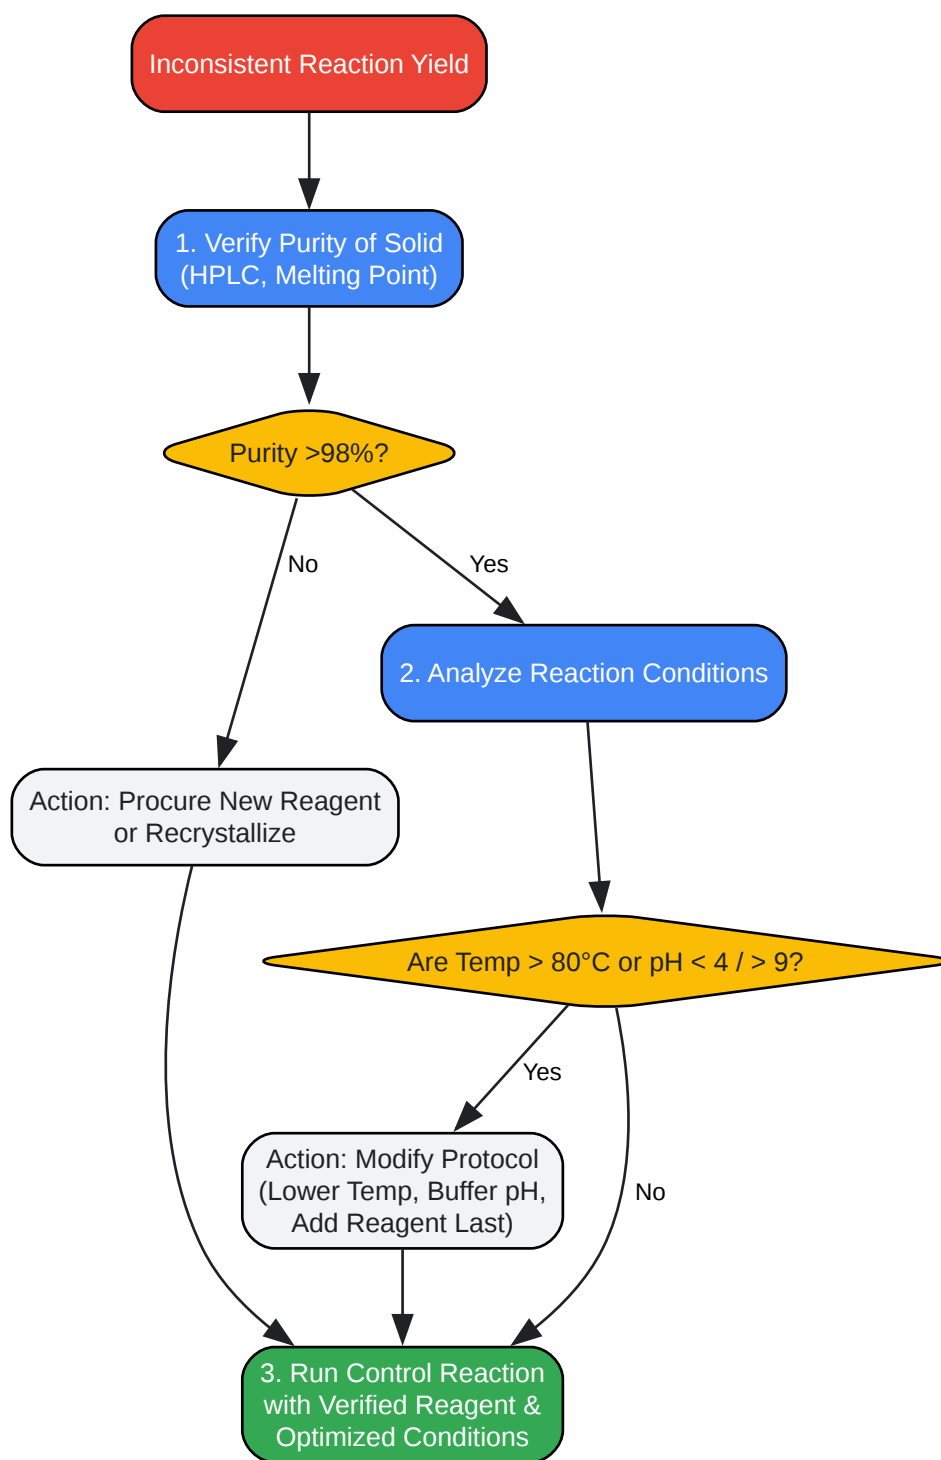 Inconsistent Reaction Yield
1. Verify Purity of Solid
(HPLC, Melting Point)
Purity >98%?
No
Yes
2. Analyze Reaction Conditions
Action: Procure New Reagent
or Recrystallize
Are Temp > 80°C or pH < 4 / > 9?
Yes
Action: Modify Protocol
(Lower Temp, Buffer pH,
Add Reagent Last)
No
3. Run Control Reaction
with Verified Reagent &
Optimized Conditions